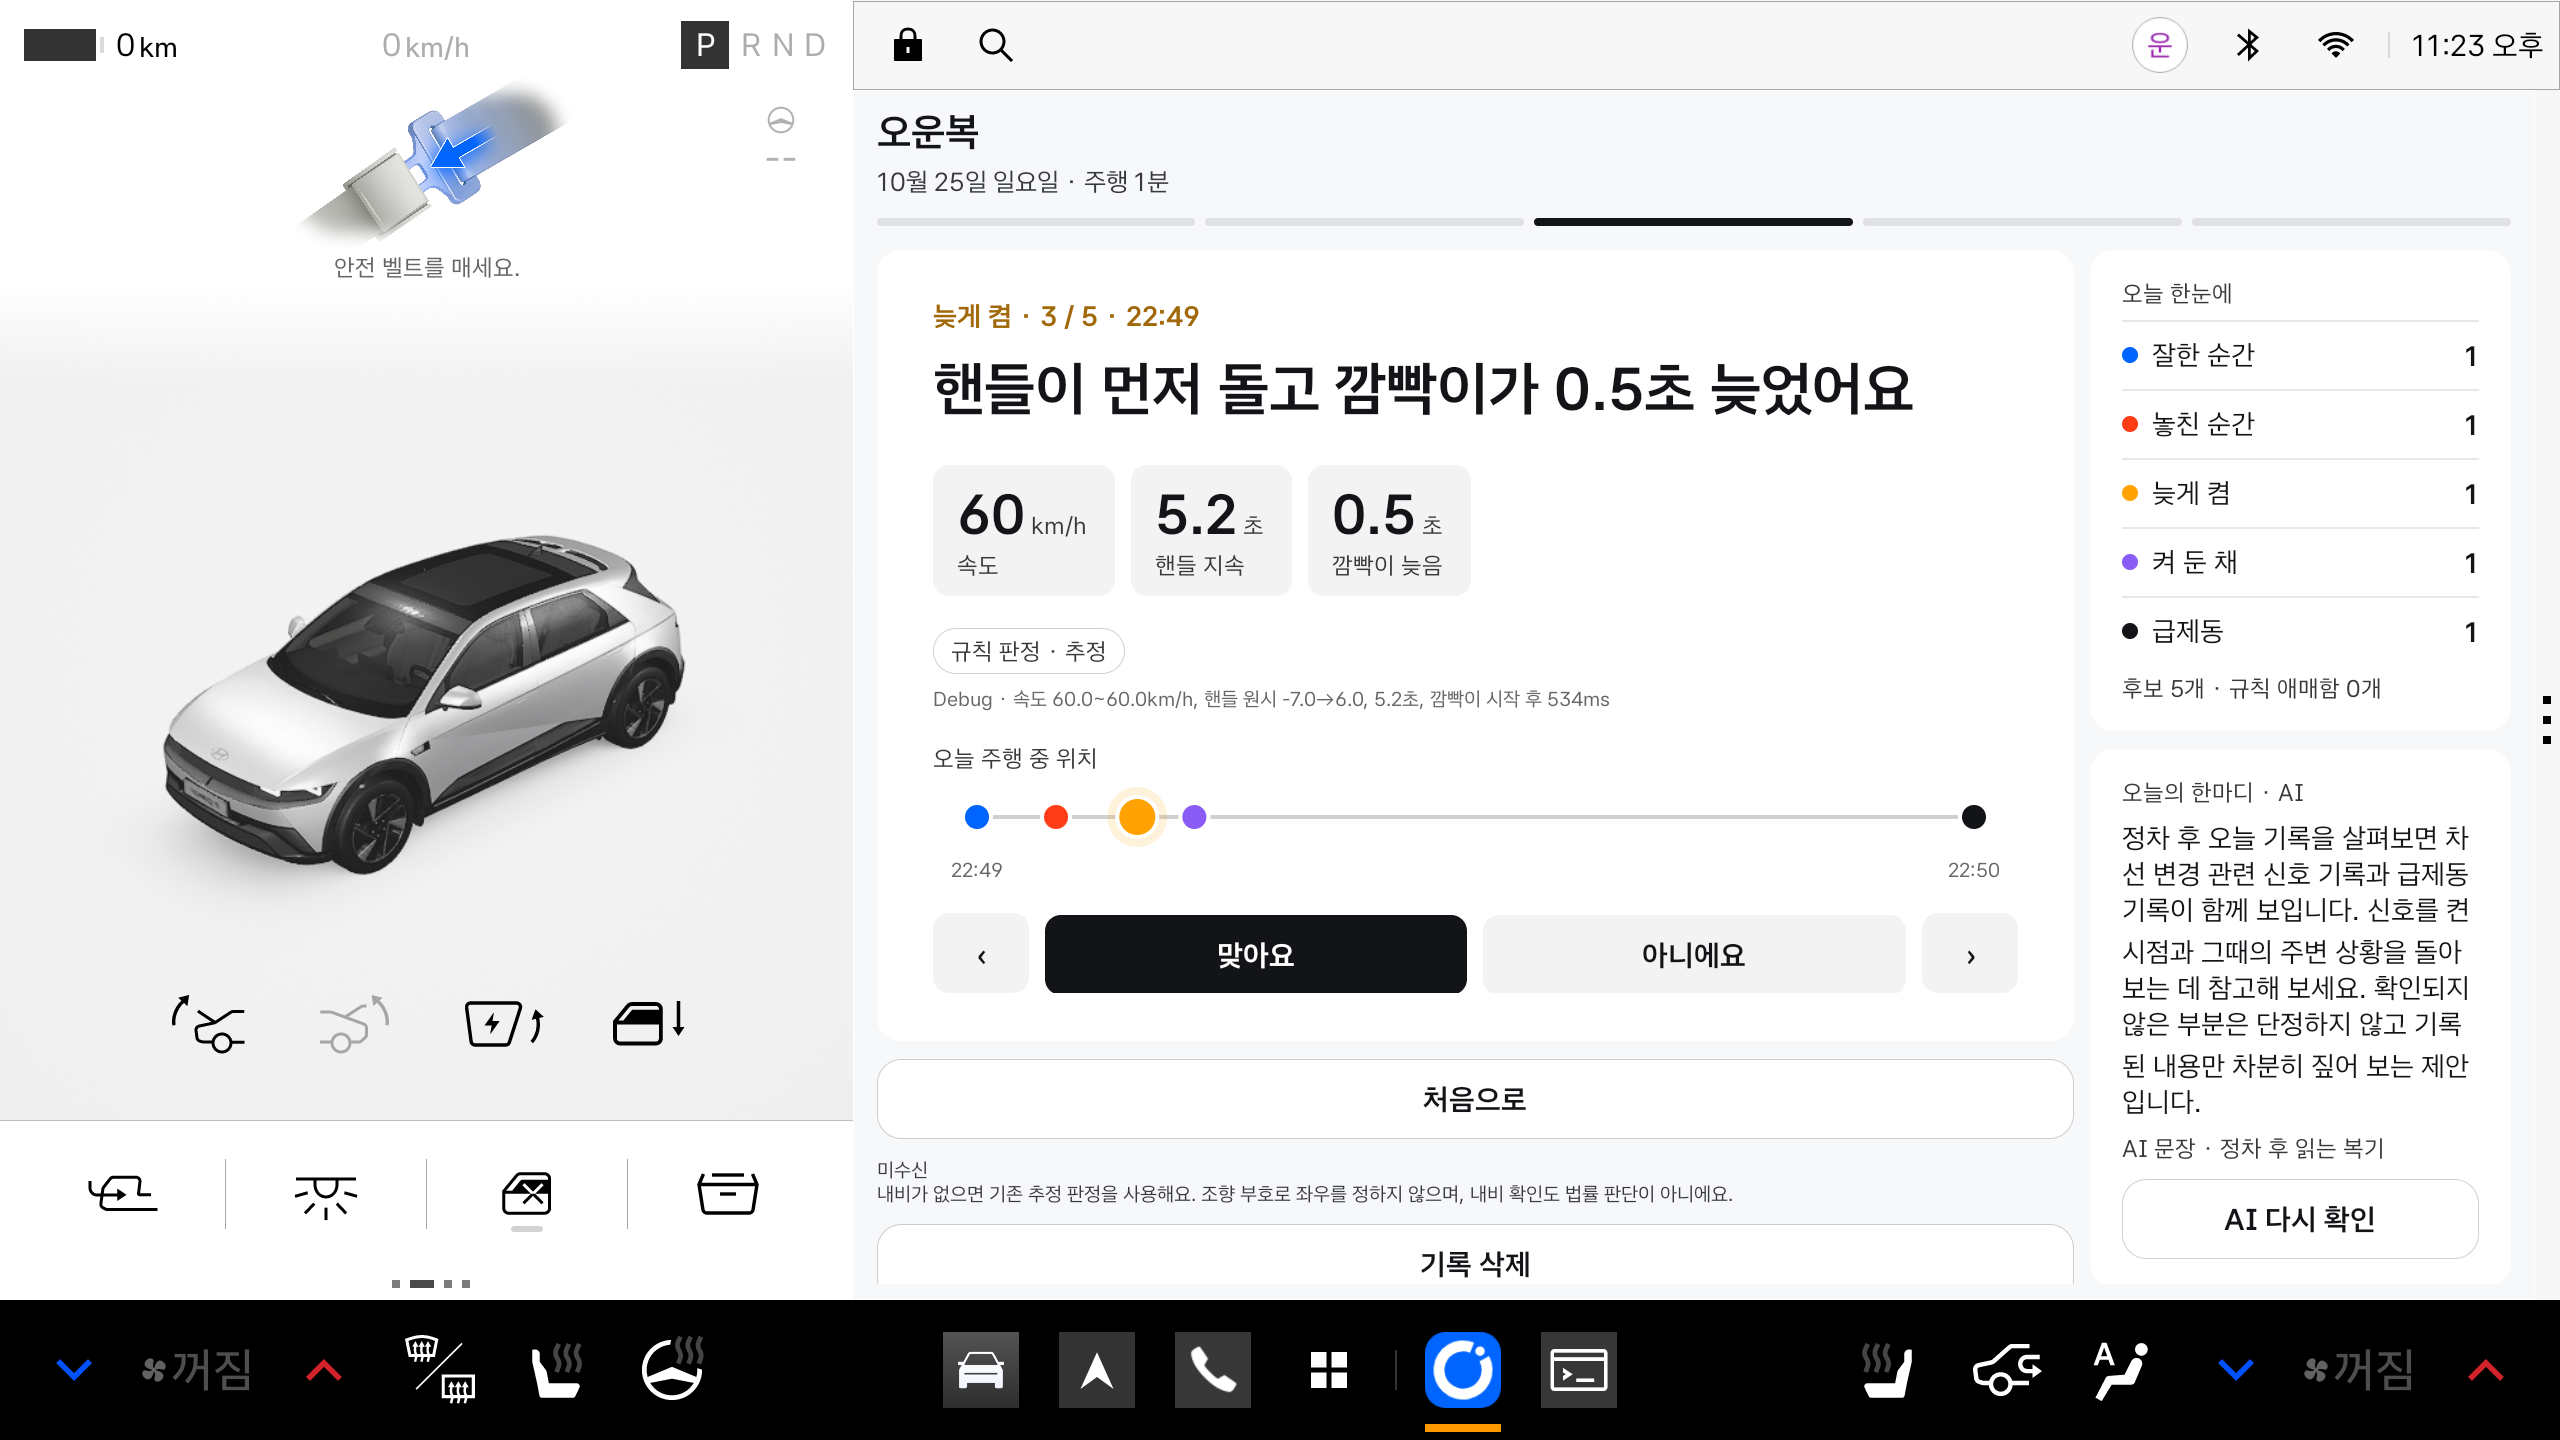 0 km
0 km/h
P R N D
안전 벨트를 매세요.
운
11:23 오후
오운복
10월 25일 일요일 · 주행 1분
늦게 켬 · 3 / 5 · 22:49
핸들이 먼저 돌고 깜빡이가 0.5초 늦었어요
60 km/h
속도
5.2 초
핸들 지속
0.5 초
깜빡이 늦음
규칙 판정 · 추정
Debug · 속도 60.0~60.0km/h, 핸들 원시 -7.0→6.0, 5.2초, 깜빡이 시작 후 534ms
오늘 주행 중 위치
22:49
22:50
‹
맞아요
아니에요
›
처음으로
미수신
내비가 없으면 기존 추정 판정을 사용해요. 조향 부호로 좌우를 정하지 않으며, 내비 확인도 법률 판단이 아니에요.
기록 삭제
오늘 한눈에
잘한 순간 1
놓친 순간 1
늦게 켬 1
켜 둔 채 1
급제동 1
후보 5개 · 규칙 애매함 0개
오늘의 한마디 · AI
정차 후 오늘 기록을 살펴보면 차
선 변경 관련 신호 기록과 급제동
기록이 함께 보입니다. 신호를 켠
시점과 그때의 주변 상황을 돌아
보는 데 참고해 보세요. 확인되지
않은 부분은 단정하지 않고 기록
된 내용만 차분히 짚어 보는 제안
입니다.
AI 문장 · 정차 후 읽는 복기
AI 다시 확인
꺼짐
A
꺼짐